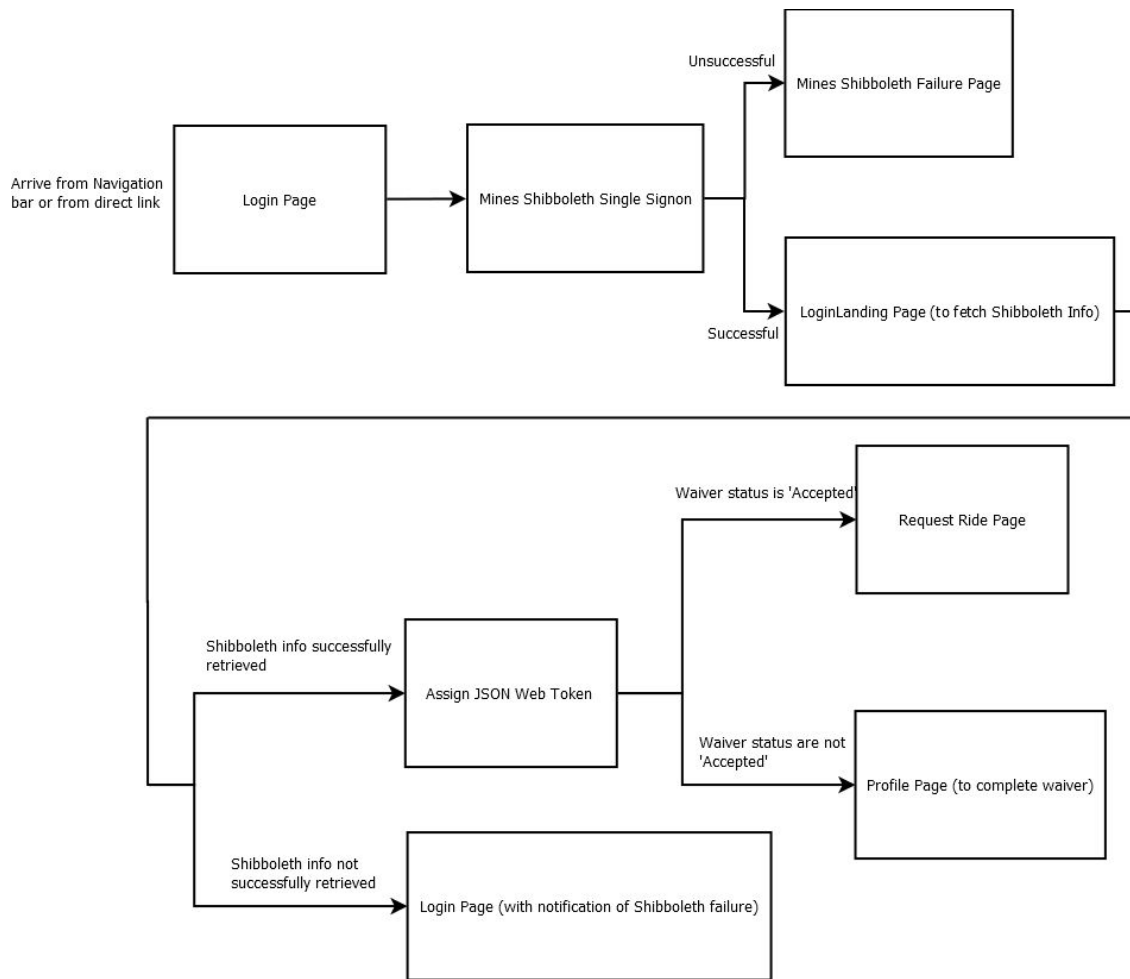 Unsuccessful
Mines Shibboleth Failure Page
Arrive from Navigation
bar or from direct link
Login Page
Mines Shibboleth Single Signon
LoginLanding Page (to fetch Shibboleth Info)
Successful
Waiver status is 'Accepted'
Request Ride Page
Shibboleth info successfully
retrieved
Assign JSON Web Token
Waiver status are not
'Accepted'
Profile Page (to complete waiver)
Shibboleth info not
successfully retrieved
Login Page (with notification of Shibboleth failure)